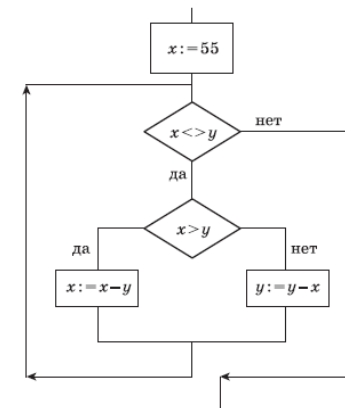 x:=55
x<>y
нет
да
x>y
да
нет
x:=x−y
y:=y−x